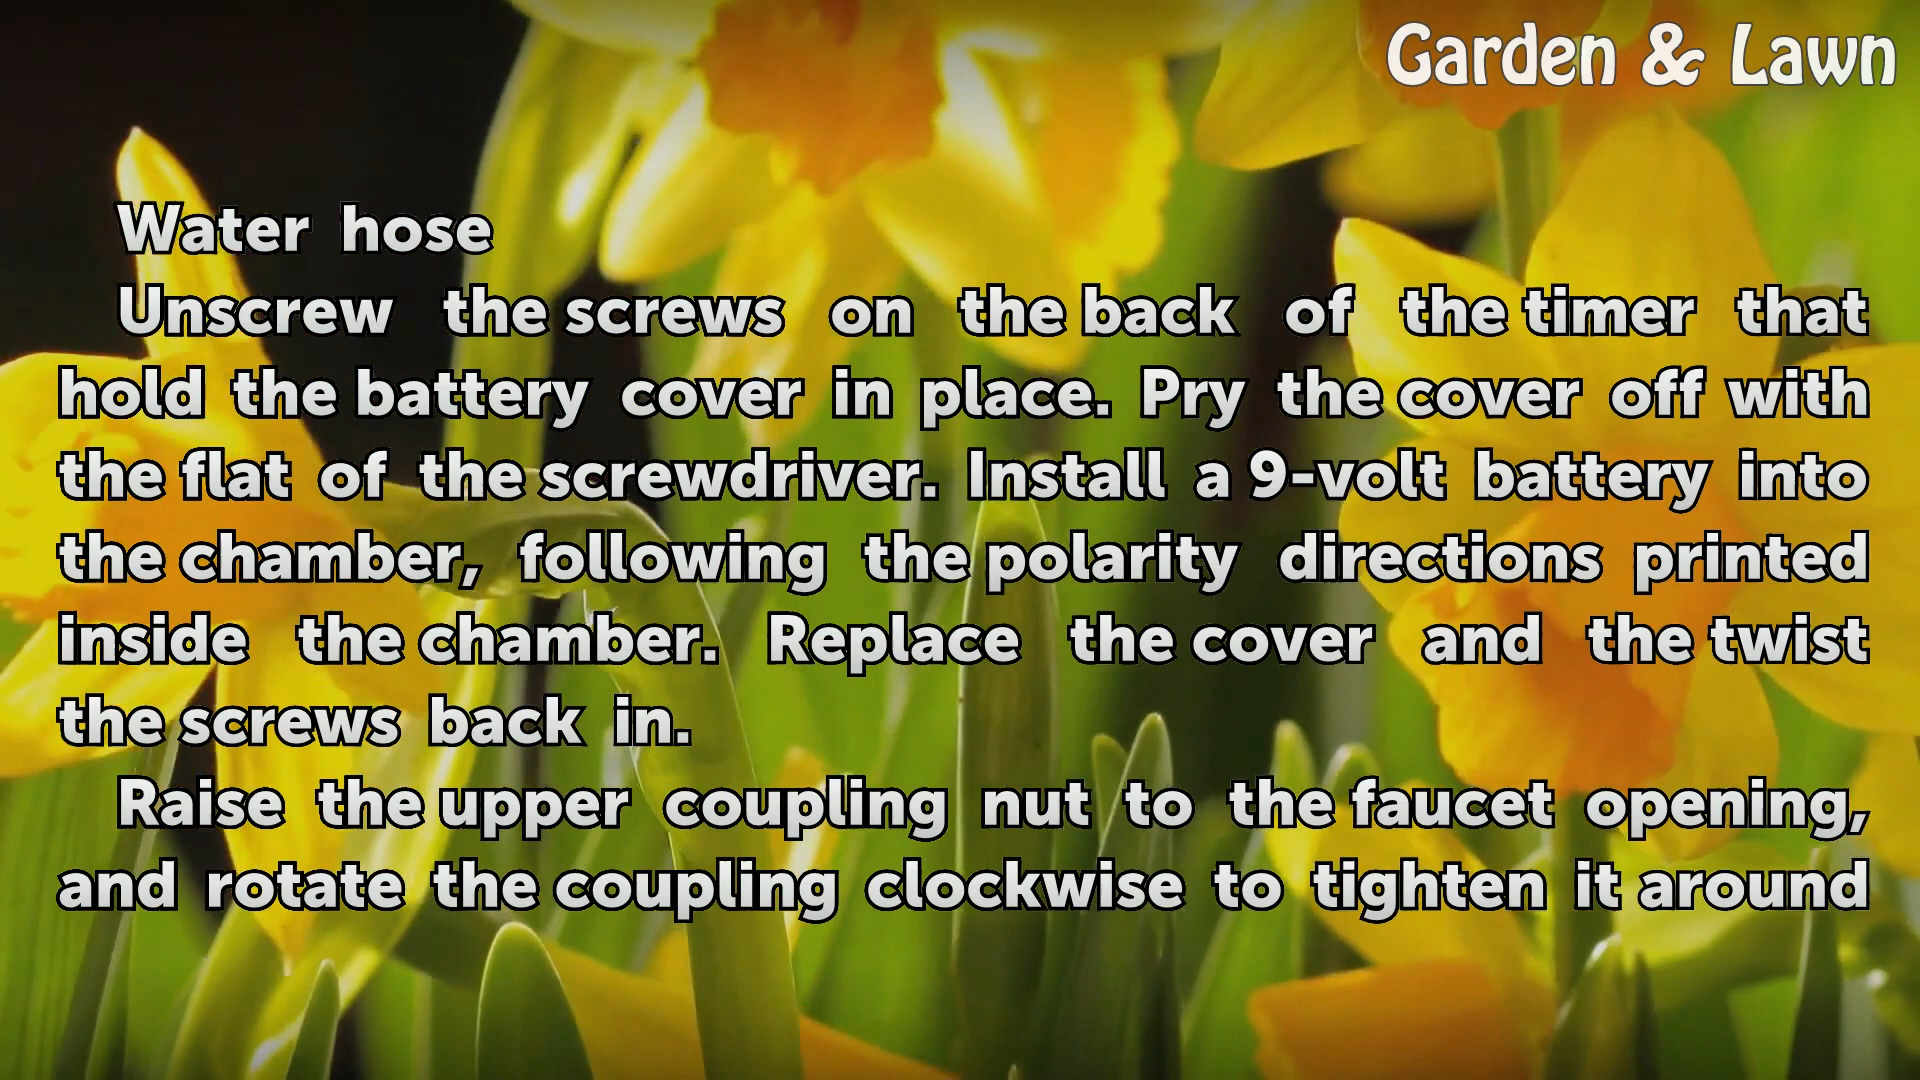 Garden & Lawn
Water hose
Unscrew the screws on the back of the timer that
hold the battery cover in place. Pry the cover off with
the flat of the screwdriver. Install a 9-volt battery into
the chamber, following the polarity directions printed
inside the chamber. Replace the cover and the twist
the screws back in.
Raise the upper coupling nut to the faucet opening,
and rotate the coupling clockwise to tighten it around